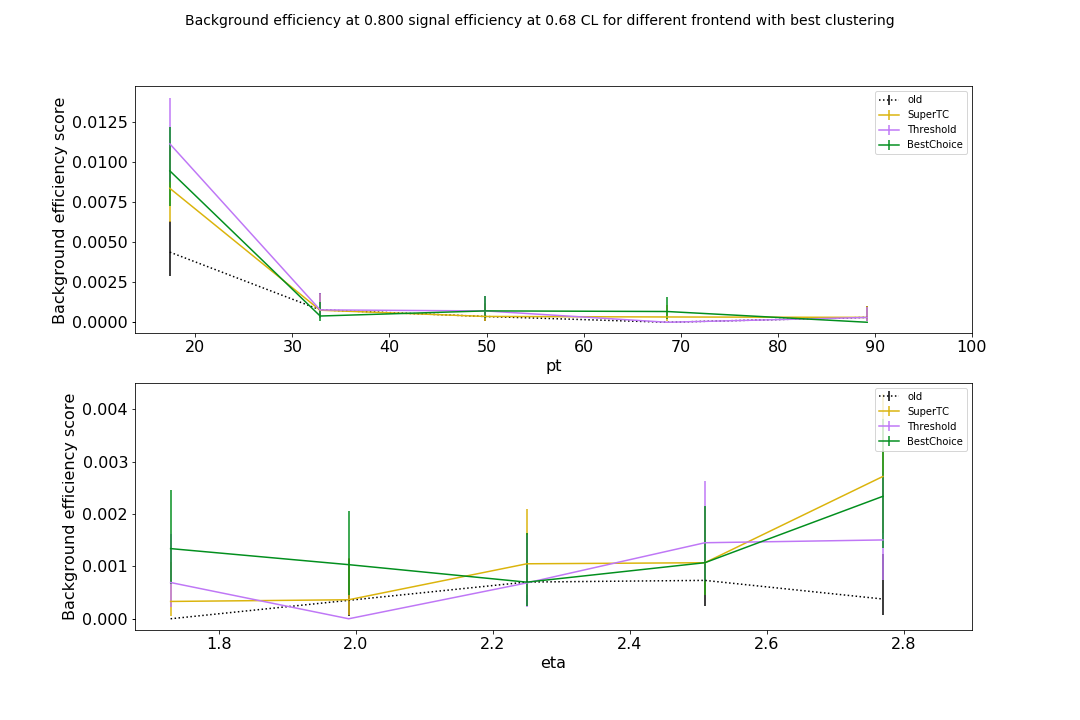 Background efficiency at 0.800 signal efficiency at 0.68 CL for different frontend with best clustering
Background efficiency score
0.0125
0.0100
0.0075
0.0050
0.0025
0.0000
old
SuperTC
Threshold
BestChoice
20 30 40 50 60 70 80 90 100
pt
Background efficiency score
0.004
0.003
0.002
0.001
0.000
old
SuperTC
Threshold
BestChoice
1.8 2.0 2.2 2.4 2.6 2.8
eta